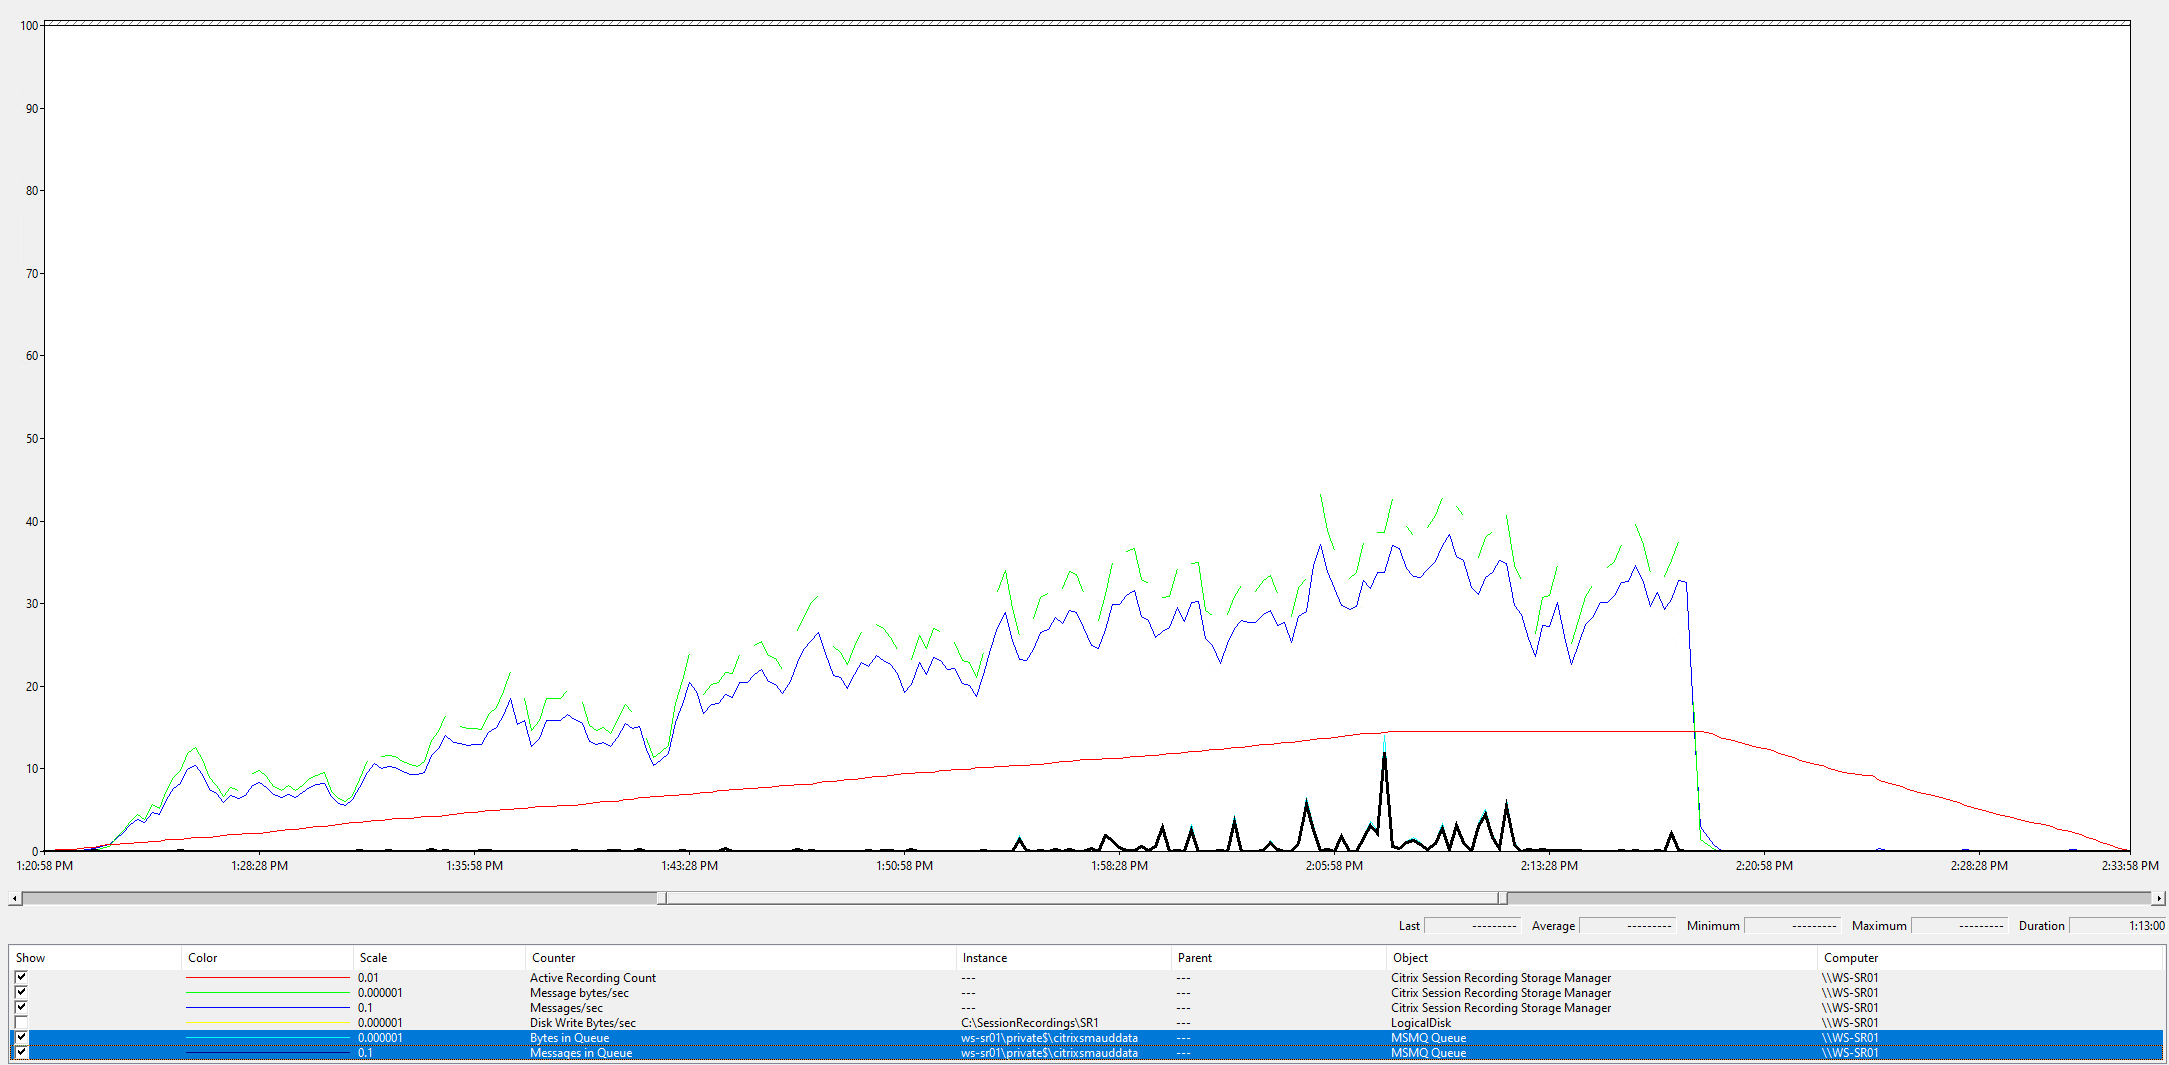 100
90
80
70
60
50
40
30
20
10
0
1:20:58 PM 1:28:28 PM 1:35:58 PM 1:43:28 PM 1:50:58 PM 1:58:28 PM 2:05:58 PM 2:13:28 PM 2:20:58 PM 2:28:28 PM 2:33:58 PM
Last --------- Average --------- Minimum --------- Maximum --------- Duration 1:13:00
Show Color Scale Counter Instance Parent Object Computer
0.01 Active Recording Count --- --- Citrix Session Recording Storage Manager \\WS-SR01
0.000001 Message bytes/sec --- --- Citrix Session Recording Storage Manager \\WS-SR01
0.1 Messages/sec --- --- Citrix Session Recording Storage Manager \\WS-SR01
0.000001 Disk Write Bytes/sec C:\SessionRecordings\SR1 --- LogicalDisk \\WS-SR01
0.000001 Bytes in Queue ws-sr01\private$\citrixsmauddata --- MSMQ Queue \\WS-SR01
0.1 Messages in Queue ws-sr01\private$\citrixsmauddata --- MSMQ Queue \\WS-SR01